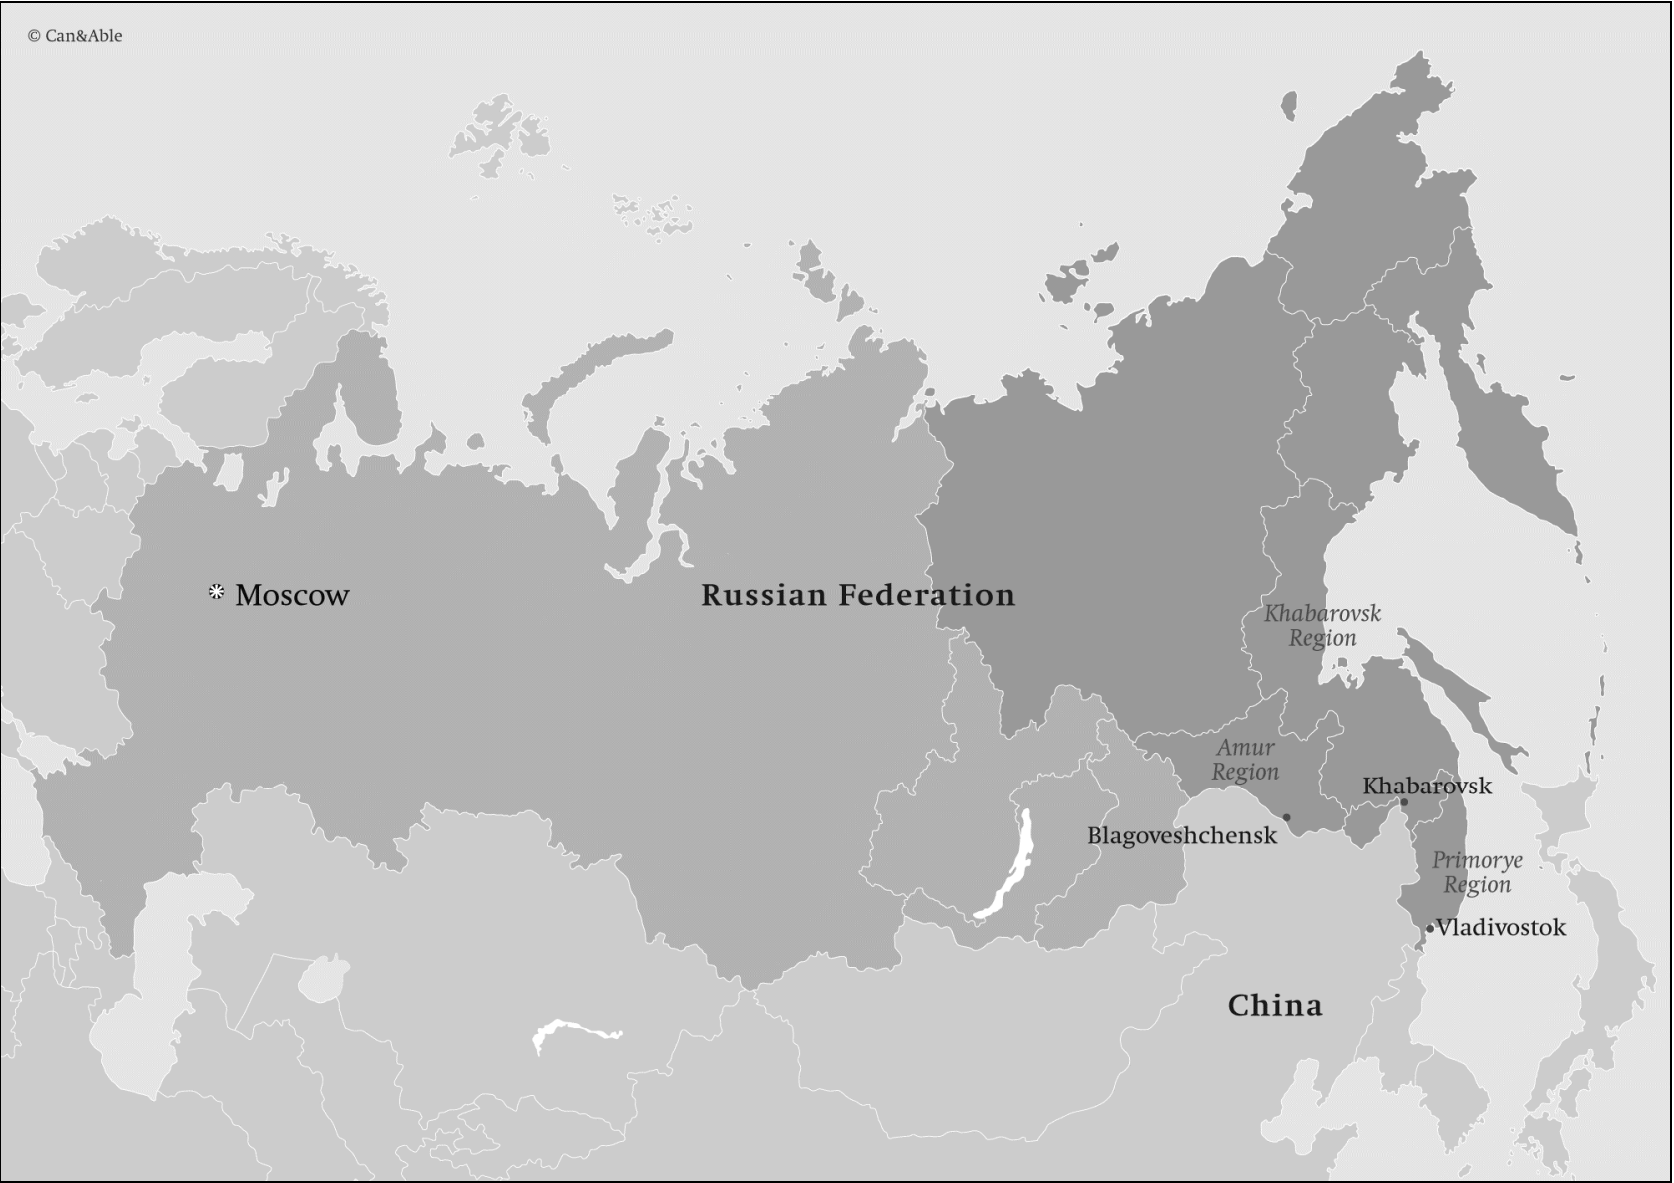 © Can&Able
Moscow
Russian Federation
Khabarovsk
Region
Amur
Region
Khabarovsk
Blagoveshchensk
Primorye
Region
Vladivostok
China